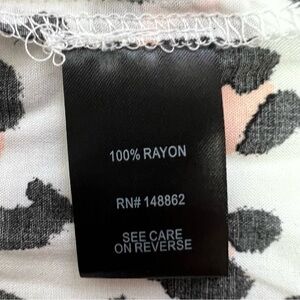 100% RAYON
RN# 148862
SEE CARE
ON REVERSE